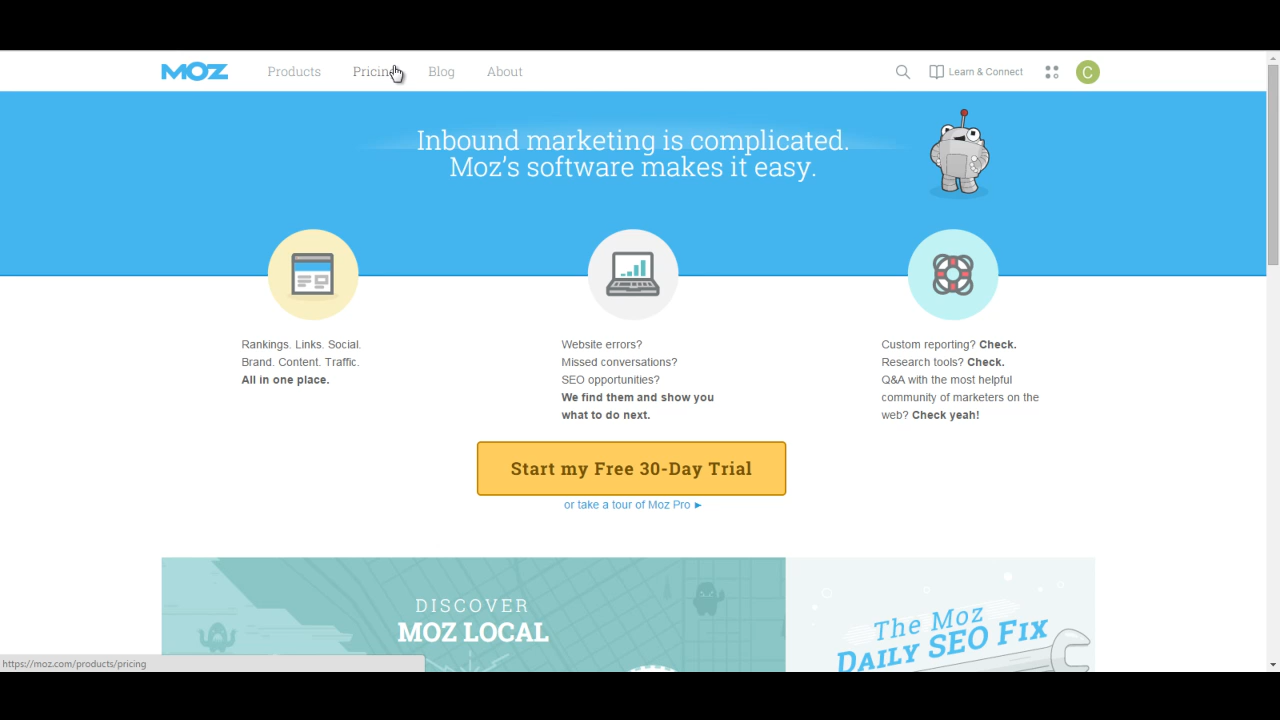 MOZ
Products
Pricing
Blog
About
Learn & Connect
C
Inbound marketing is complicated.
Moz's software makes it easy.
Rankings. Links. Social.
Brand. Content. Traffic.
All in one place.
Website errors?
Missed conversations?
SEO opportunities?
We find them and show you
what to do next.
Custom reporting? Check.
Research tools? Check.
Q&A with the most helpful
community of marketers on the
web? Check yeah!
Start my Free 30-Day Trial
or take a tour of Moz Pro ►
DISCOVER
MOZ LOCAL
The Moz
DAILY SEO FIX
https://moz.com/products/pricing